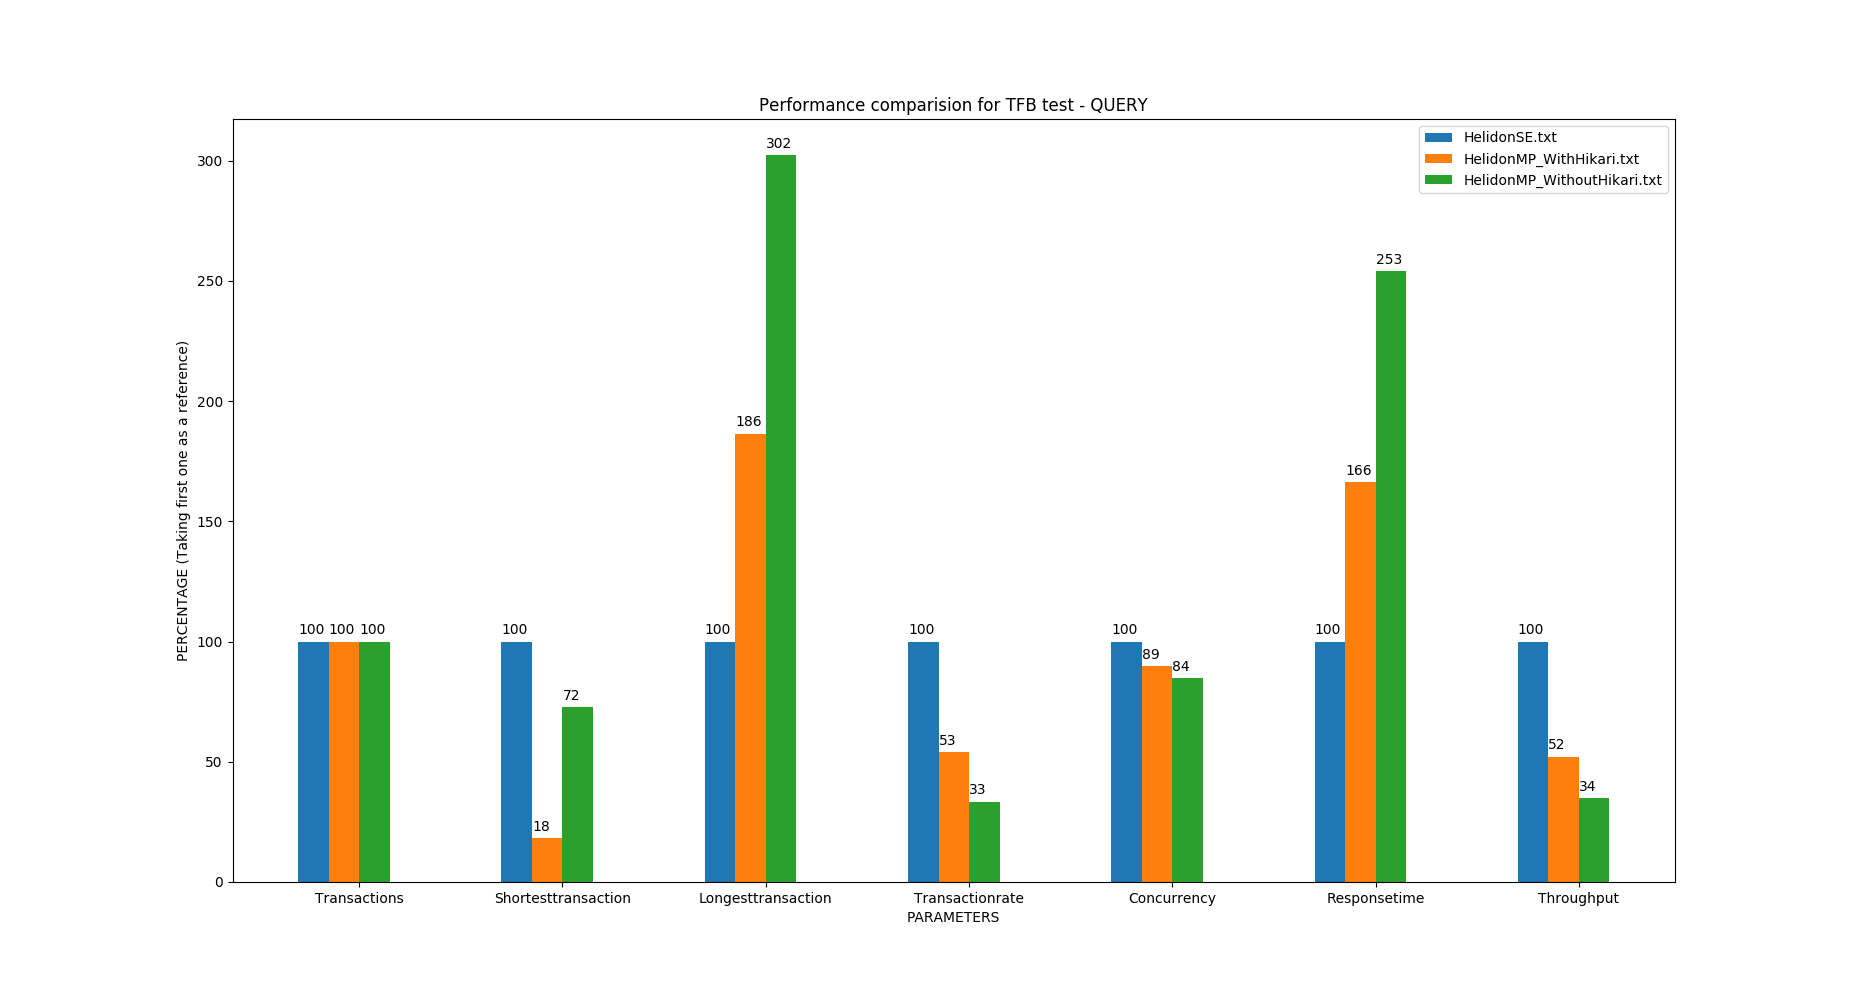 Performance comparision for TFB test - QUERY
HelidonSE.txt
HelidonMP_WithHikari.txt
HelidonMP_WithoutHikari.txt
PERCENTAGE (Taking first one as a reference)
300
250
200
150
100
50
0
100 100 100
100 18 72
100 186 302
100 53 33
100 89 84
100 166 253
100 52 34
Transactions Shortesttransaction Longesttransaction Transactionrate Concurrency Responsetime Throughput
PARAMETERS